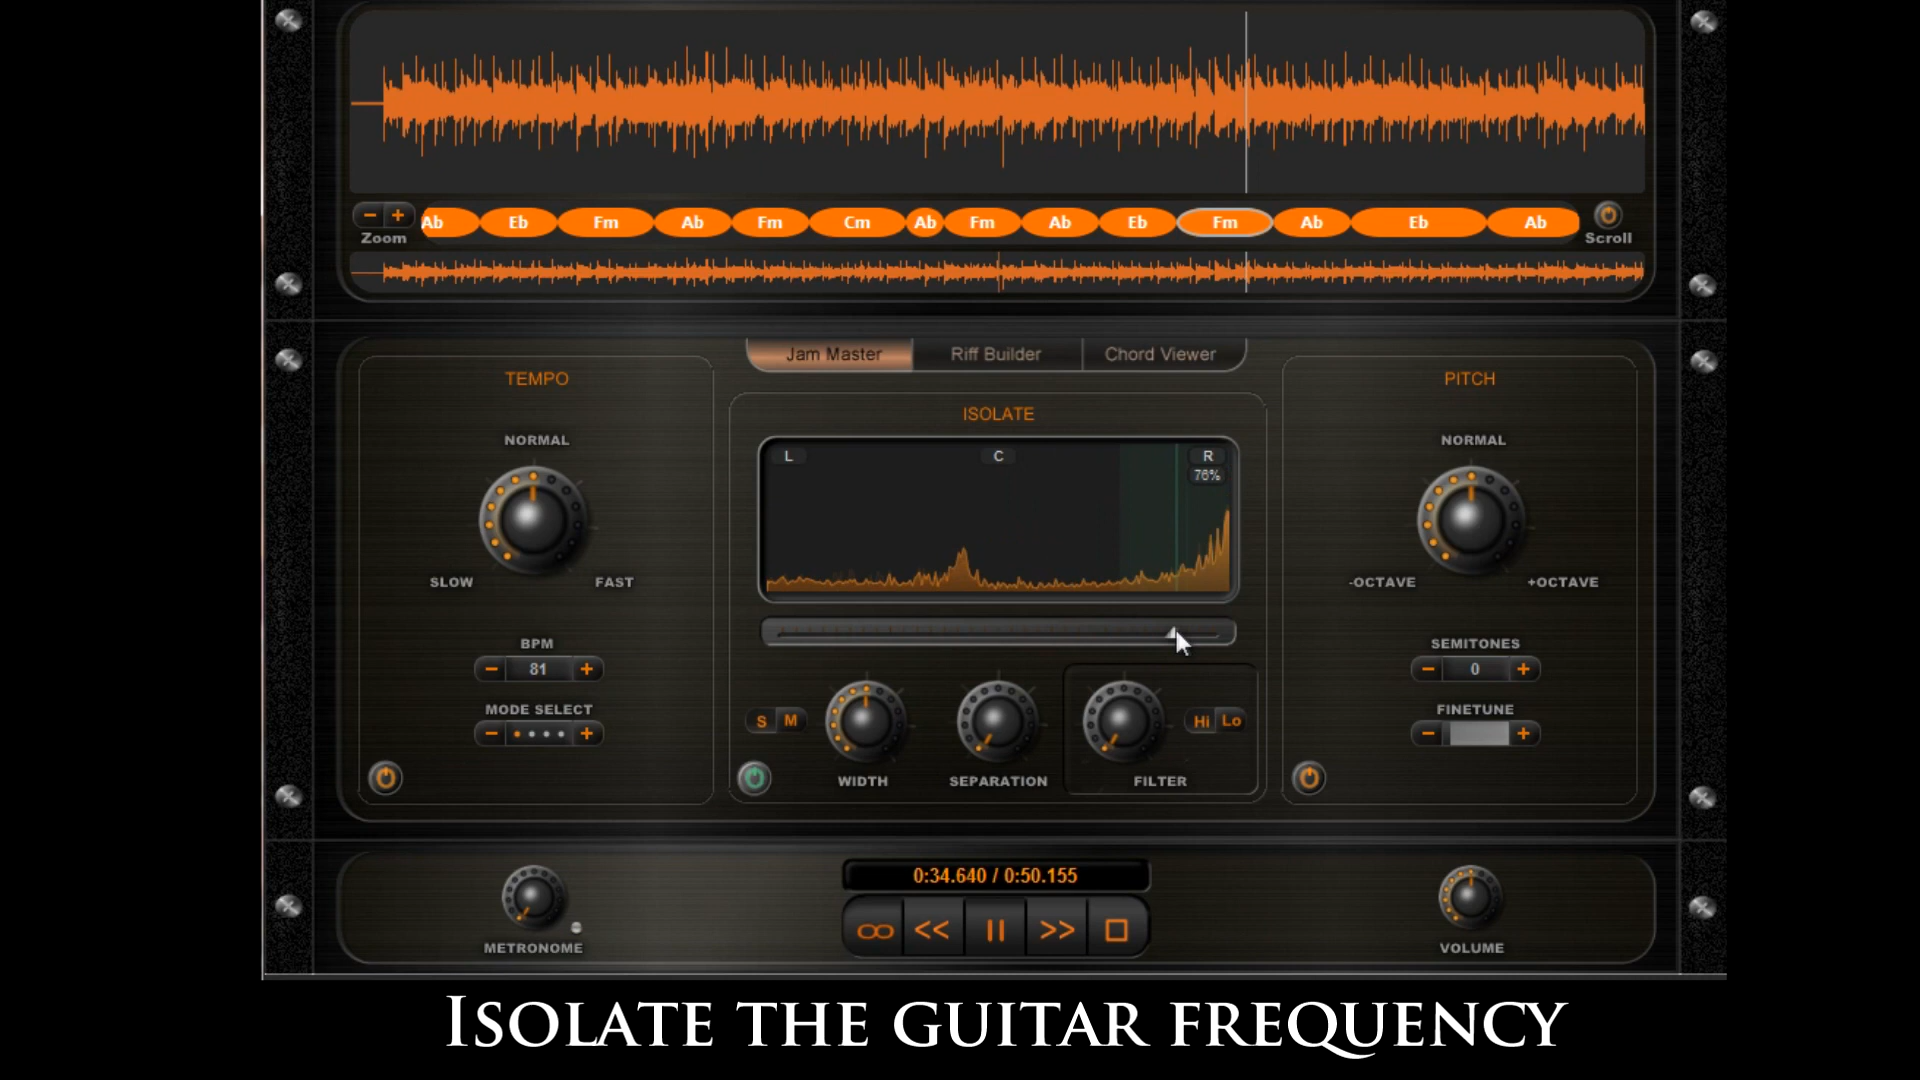 Ab Eb Fm Ab Fm Cm Ab Fm Ab Eb Fm Ab Eb Ab
− +
Zoom
Scroll
Jam Master Riff Builder Chord Viewer
TEMPO
NORMAL
SLOW FAST
BPM
− 81 +
MODE SELECT
− +
ISOLATE
L C R
76%
S M
WIDTH
SEPARATION
Hi Lo
FILTER
PITCH
NORMAL
-OCTAVE +OCTAVE
SEMITONES
− 0 +
FINETUNE
− +
METRONOME
0:34.640 / 0:50.155
<< >>
VOLUME
ISOLATE THE GUITAR FREQUENCY